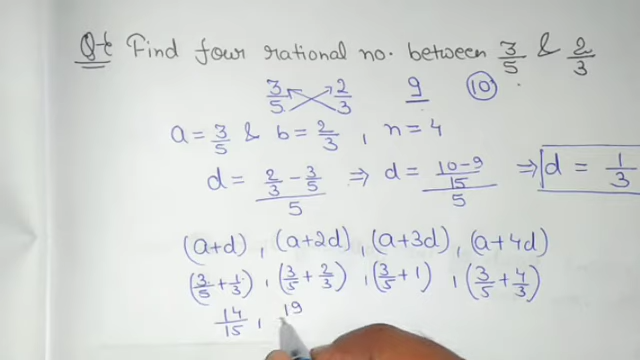 Q-t Find four rational no. between 3/5 & 2/3
3/5 2/3 9 10
a = 3/5 & b = 2/3 , n = 4
d = (2/3 - 3/5)/5 ⇒ d = ((10-9)/15)/5 ⇒ d = 1/3
(a+d) , (a+2d) , (a+3d) , (a+4d)
(3/5 + 1/3) , (3/5 + 2/3) , (3/5 + 1) , (3/5 + 4/3)
14/15 , 19